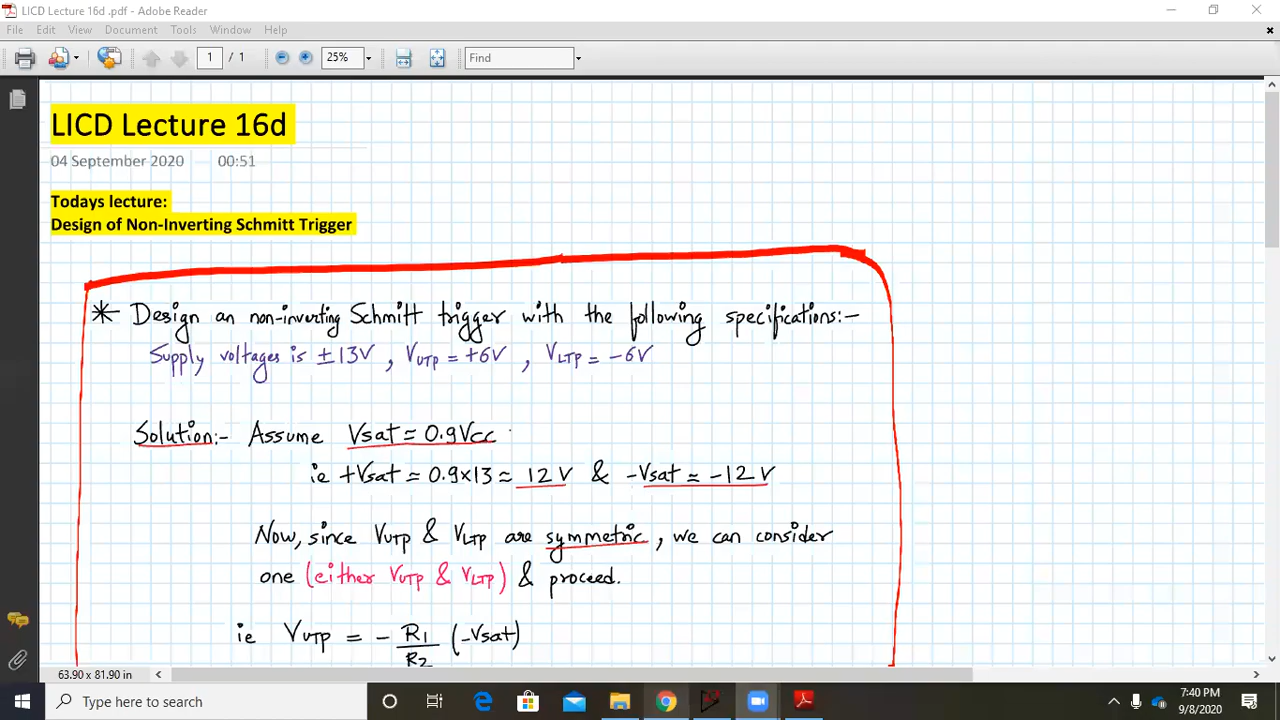 LICD Lecture 16d .pdf - Adobe Reader
File Edit View Document Tools Window Help
1 / 1 25% Find
LICD Lecture 16d
04 September 2020 00:51
Todays lecture:
Design of Non-Inverting Schmitt Trigger
* Design an non-inverting Schmitt trigger with the following specifications:-
Supply voltages is ±13V , VUTP = +6V , VLTP = -6V
Solution:- Assume Vsat ≈ 0.9Vcc
ie +Vsat ≈ 0.9x13 ≈ 12 V & -Vsat ≈ -12 V
Now, since VUTP & VLTP are symmetric, we can consider
one (either VUTP & VLTP) & proceed.
ie VUTP = - R1/R2 (-Vsat)
63.90 x 81.90 in
Type here to search
7:40 PM
9/8/2020